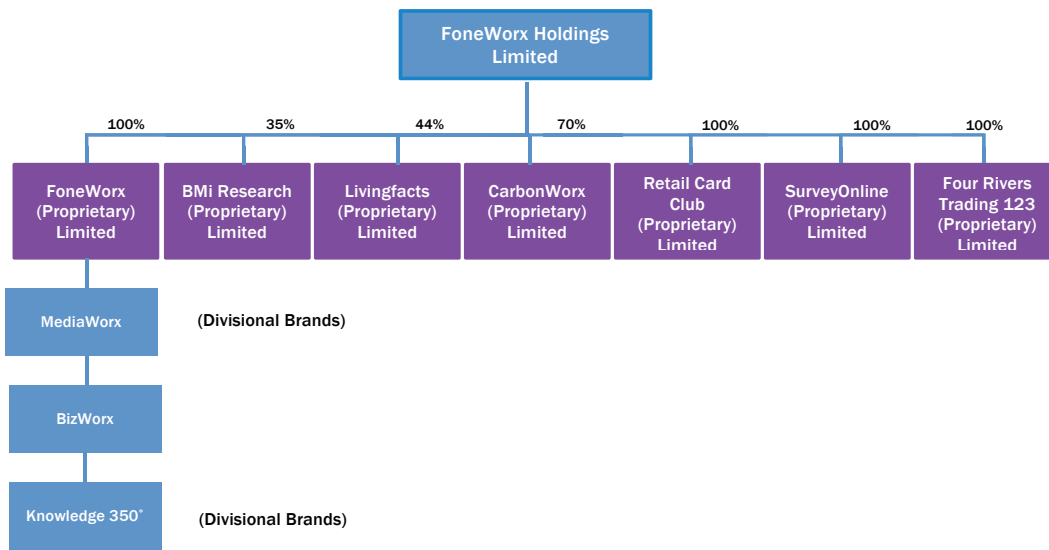 FoneWorx Holdings
Limited
100%
35%
44%
70%
100%
100%
100%
FoneWorx
(Proprietary)
Limited
BMi Research
(Proprietary)
Limited
Livingfacts
(Proprietary)
Limited
CarbonWorx
(Proprietary)
Limited
Retail Card
Club
(Proprietary)
Limited
SurveyOnline
(Proprietary)
Limited
Four Rivers
Trading 123
(Proprietary)
Limited
MediaWorx
(Divisional Brands)
BizWorx
Knowledge 350°
(Divisional Brands)